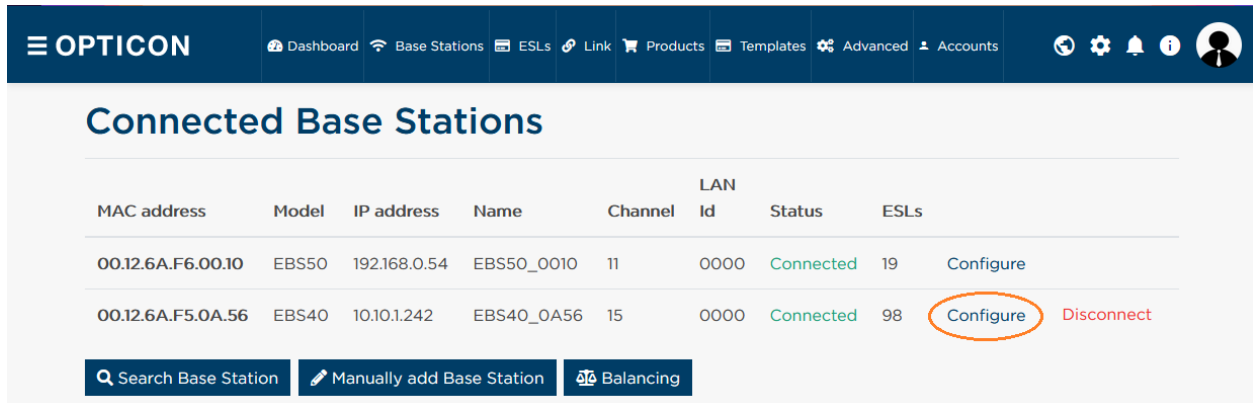 OPTICON Dashboard Base Stations ESLs Link Products Templates Advanced Accounts
Connected Base Stations
LAN
MAC address Model IP address Name Channel Id Status ESLs
00.12.6A.F6.00.10 EBS50 192.168.0.54 EBS50_0010 11 0000 Connected 19 Configure
00.12.6A.F5.0A.56 EBS40 10.10.1.242 EBS40_0A56 15 0000 Connected 98 Configure Disconnect
Search Base Station Manually add Base Station Balancing